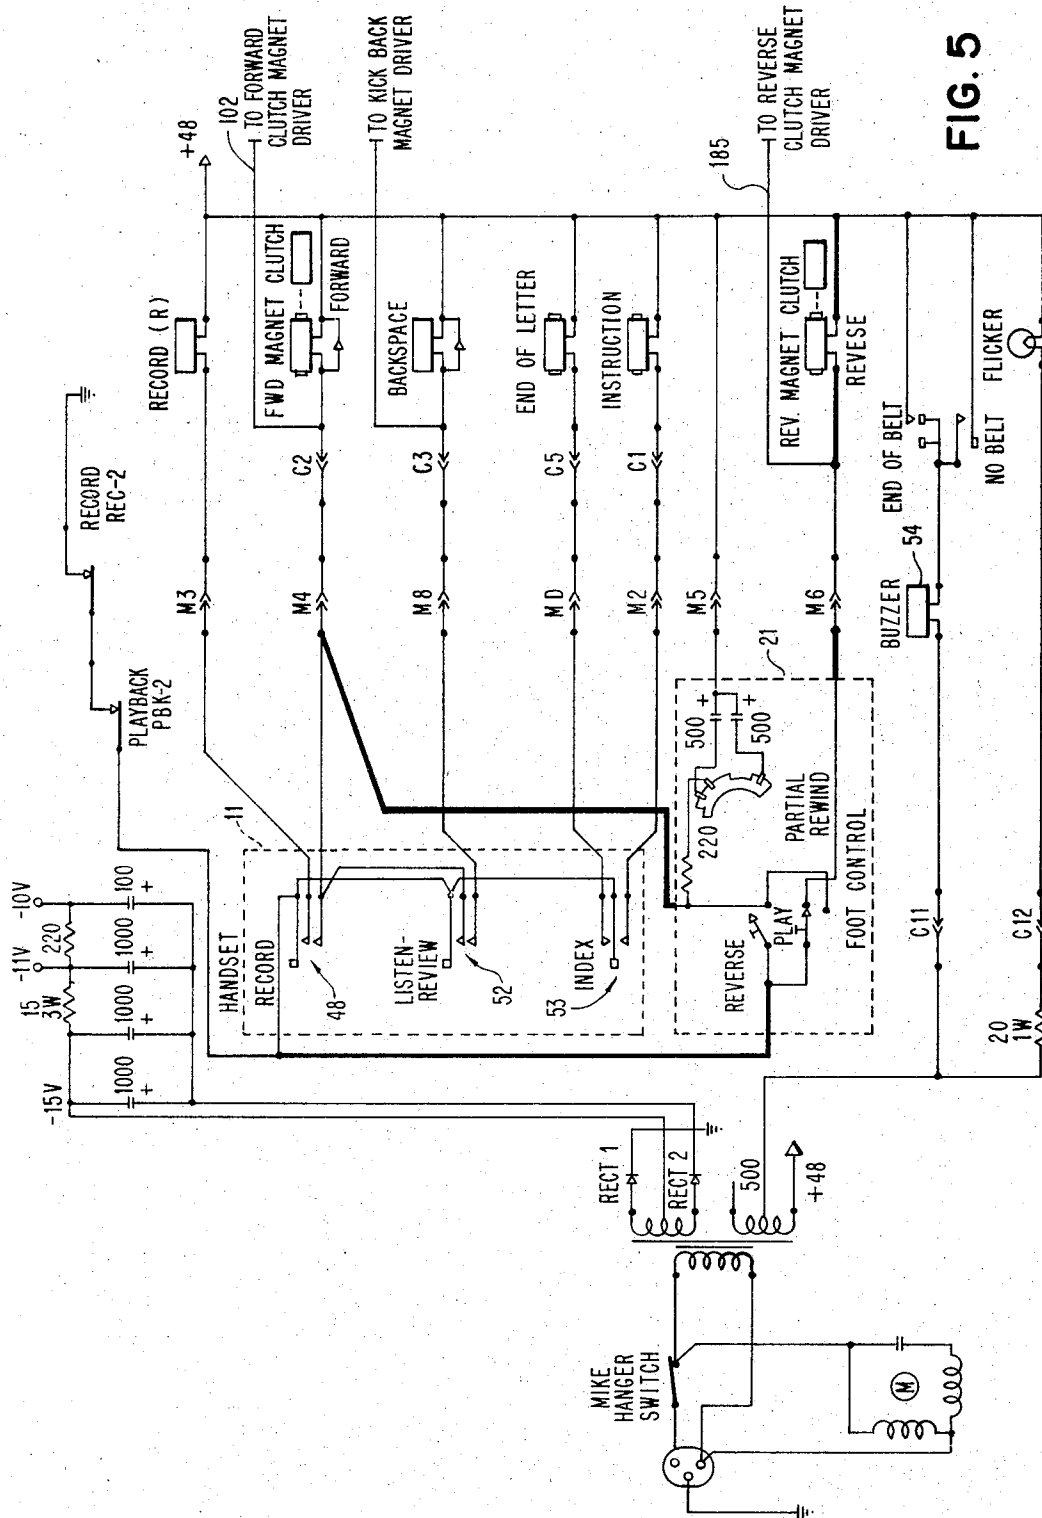 FIG. 5
+48
102
TO FORWARD
CLUTCH MAGNET
DRIVER
TO KICK BACK
MAGNET DRIVER
185
TO REVERSE
CLUTCH MAGNET
DRIVER
RECORD (R)
FWD MAGNET CLUTCH
FORWARD
BACKSPACE
END OF LETTER
INSTRUCTION
REV. MAGNET CLUTCH
REVESE
END OF BELT
NO BELT
FLICKER
RECORD
REC-2
C2
C3
C5
C1
BUZZER
54
PLAYBACK
PBK-2
M3
M4
M8
MD
M2
M5
M6
21
-10V
-11V
-15V
220
15
3W
100
+
1000
+
1000
+
1000
+
11
HANDSET
RECORD
48
LISTEN-
REVIEW
52
INDEX
53
500
+
500
+
220
PARTIAL
REWIND
REVERSE
PLAY
FOOT CONTROL
C11
C12
20
1W
RECT 1
RECT 2
500
+48
MIKE
HANGER
SWITCH
M